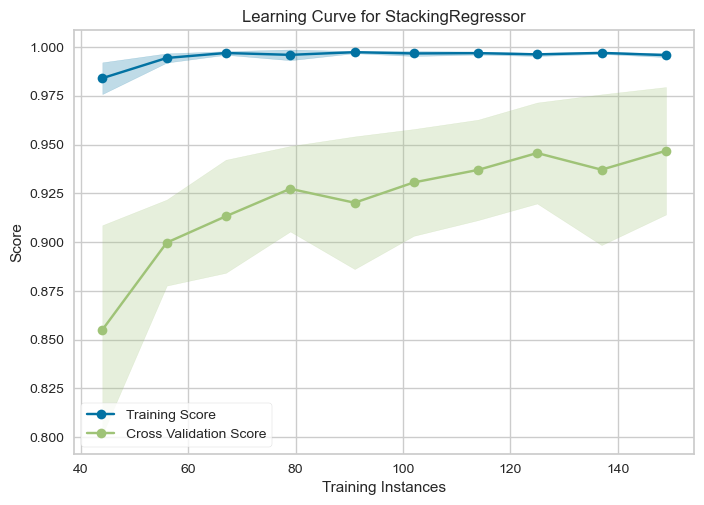 Learning Curve for StackingRegressor
1.000
0.975
0.950
0.925
0.900
0.875
0.850
0.825
0.800
Score
Training Score
Cross Validation Score
40 60 80 100 120 140
Training Instances